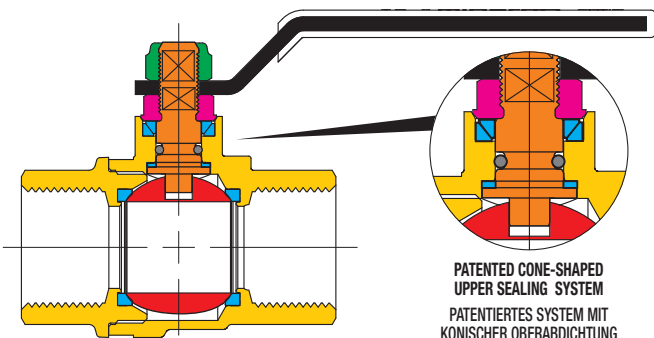 PATENTED CONE-SHAPED
UPPER SEALING SYSTEM
PATENTIERTES SYSTEM MIT
KONISCHER OBERABDICHTUNG